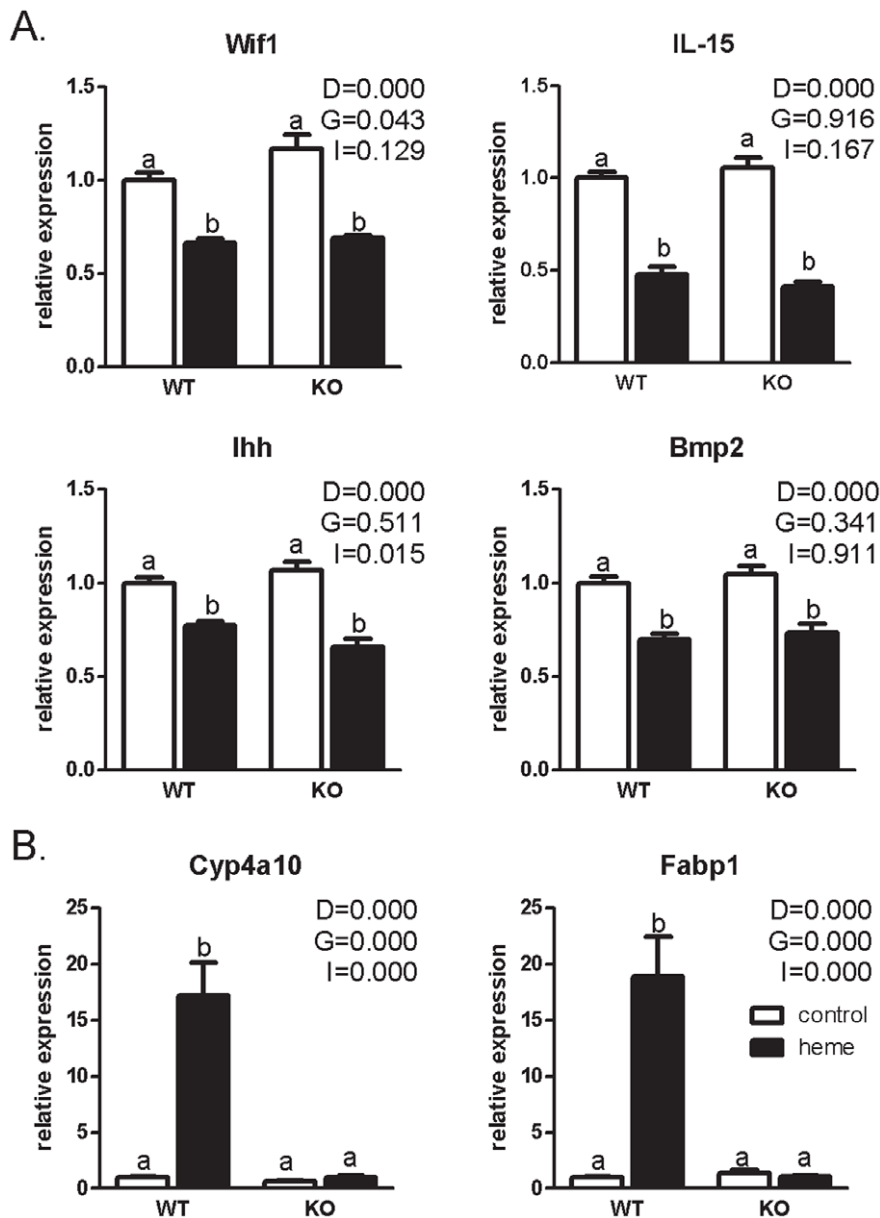 A.
Wif1
relative expression
1.5
1.0
0.5
0.0
D=0.000
G=0.043
I=0.129
a
b
a
b
WT
KO
IL-15
relative expression
1.5
1.0
0.5
0.0
D=0.000
G=0.916
I=0.167
a
b
a
b
WT
KO
Ihh
relative expression
1.5
1.0
0.5
0.0
D=0.000
G=0.511
I=0.015
a
b
a
b
WT
KO
Bmp2
relative expression
1.5
1.0
0.5
0.0
D=0.000
G=0.341
I=0.911
a
b
a
b
WT
KO
B.
Cyp4a10
relative expression
25
20
15
10
5
0
D=0.000
G=0.000
I=0.000
a
b
a
a
WT
KO
Fabp1
relative expression
25
20
15
10
5
0
D=0.000
G=0.000
I=0.000
control
heme
a
b
a
a
WT
KO